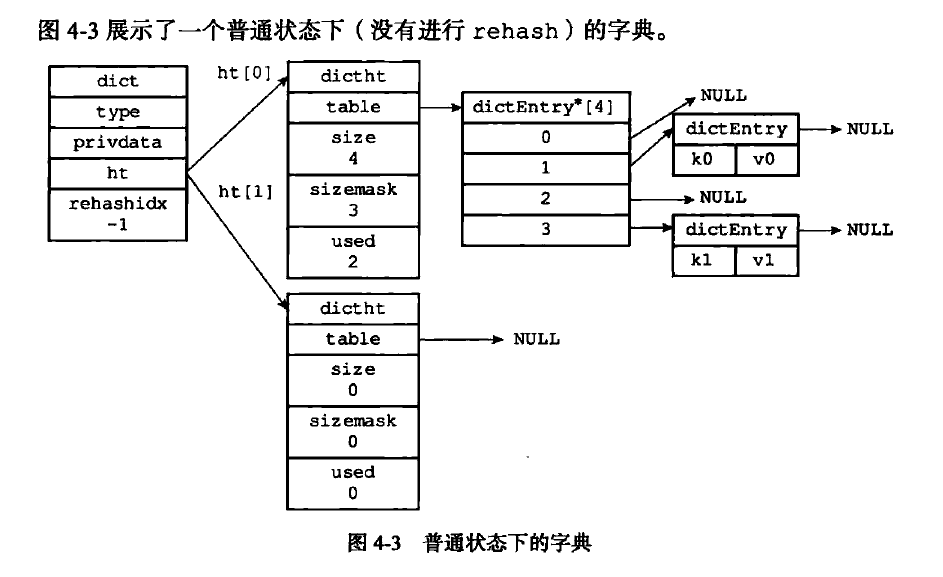 图 4-3 展示了一个普通状态下（没有进行 rehash）的字典。
dict
type
privdata
ht
rehashidx
-1
ht[0]
ht[1]
dictht
table
size
4
sizemask
3
used
2
dictEntry*[4]
0
1
2
3
NULL
dictEntry
k0 v0
NULL
NULL
dictEntry
k1 v1
NULL
dictht
table
size
0
sizemask
0
used
0
NULL
图 4-3 普通状态下的字典